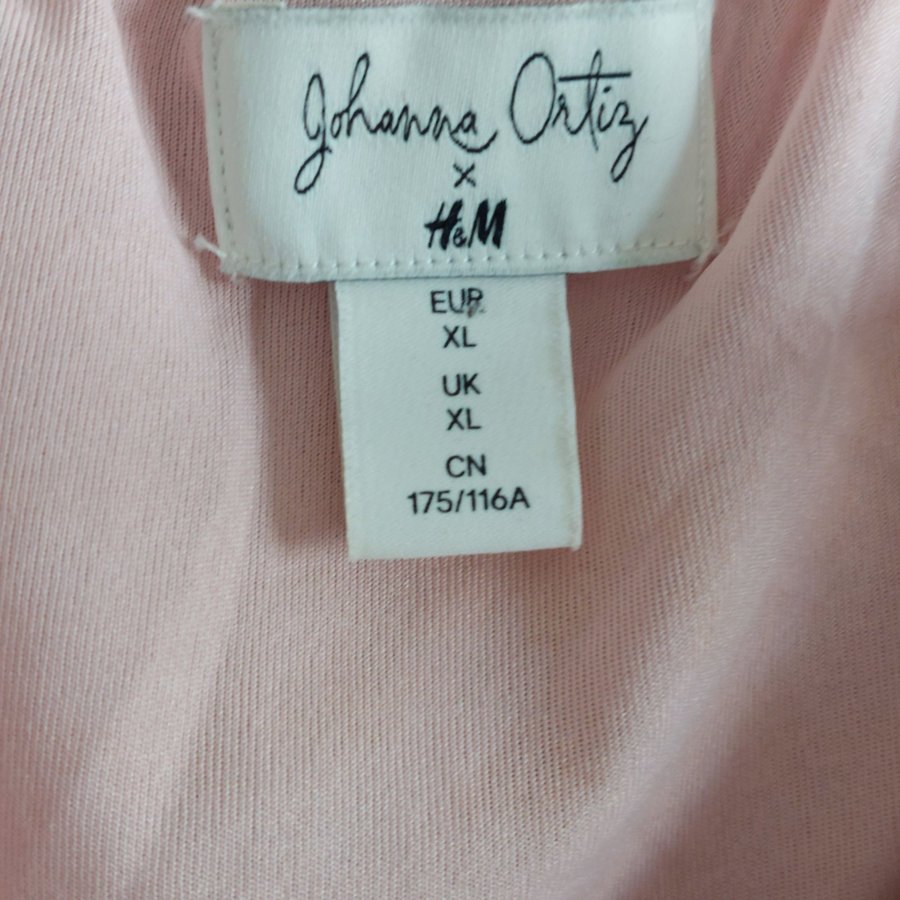 Johanna Ortiz
x
H&M
EUR
XL
UK
XL
CN
175/116A